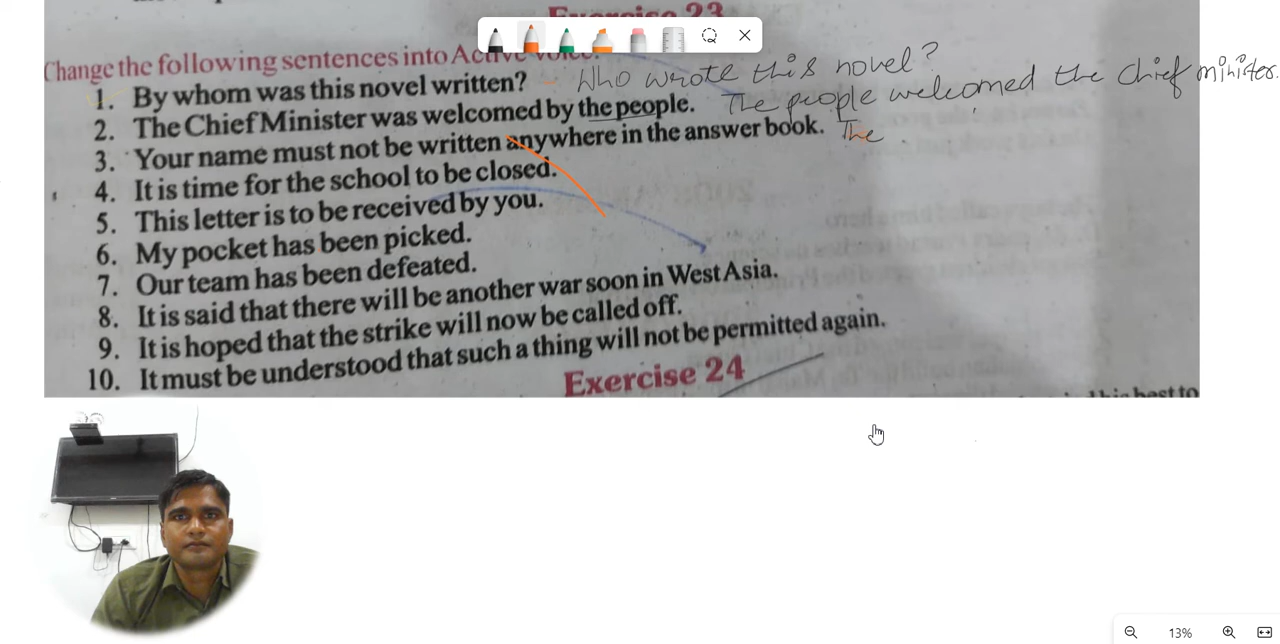 Exercise 23
Change the following sentences into Active Voice.
1. By whom was this novel written? - Who wrote this novel?
2. The Chief Minister was welcomed by the people. The people welcomed the Chief minister.
3. Your name must not be written anywhere in the answer book. The
4. It is time for the school to be closed.
5. This letter is to be received by you.
6. My pocket has been picked.
7. Our team has been defeated.
8. It is said that there will be another war soon in West Asia.
9. It is hoped that the strike will now be called off.
10. It must be understood that such a thing will not be permitted again.
Exercise 24
best to
13%